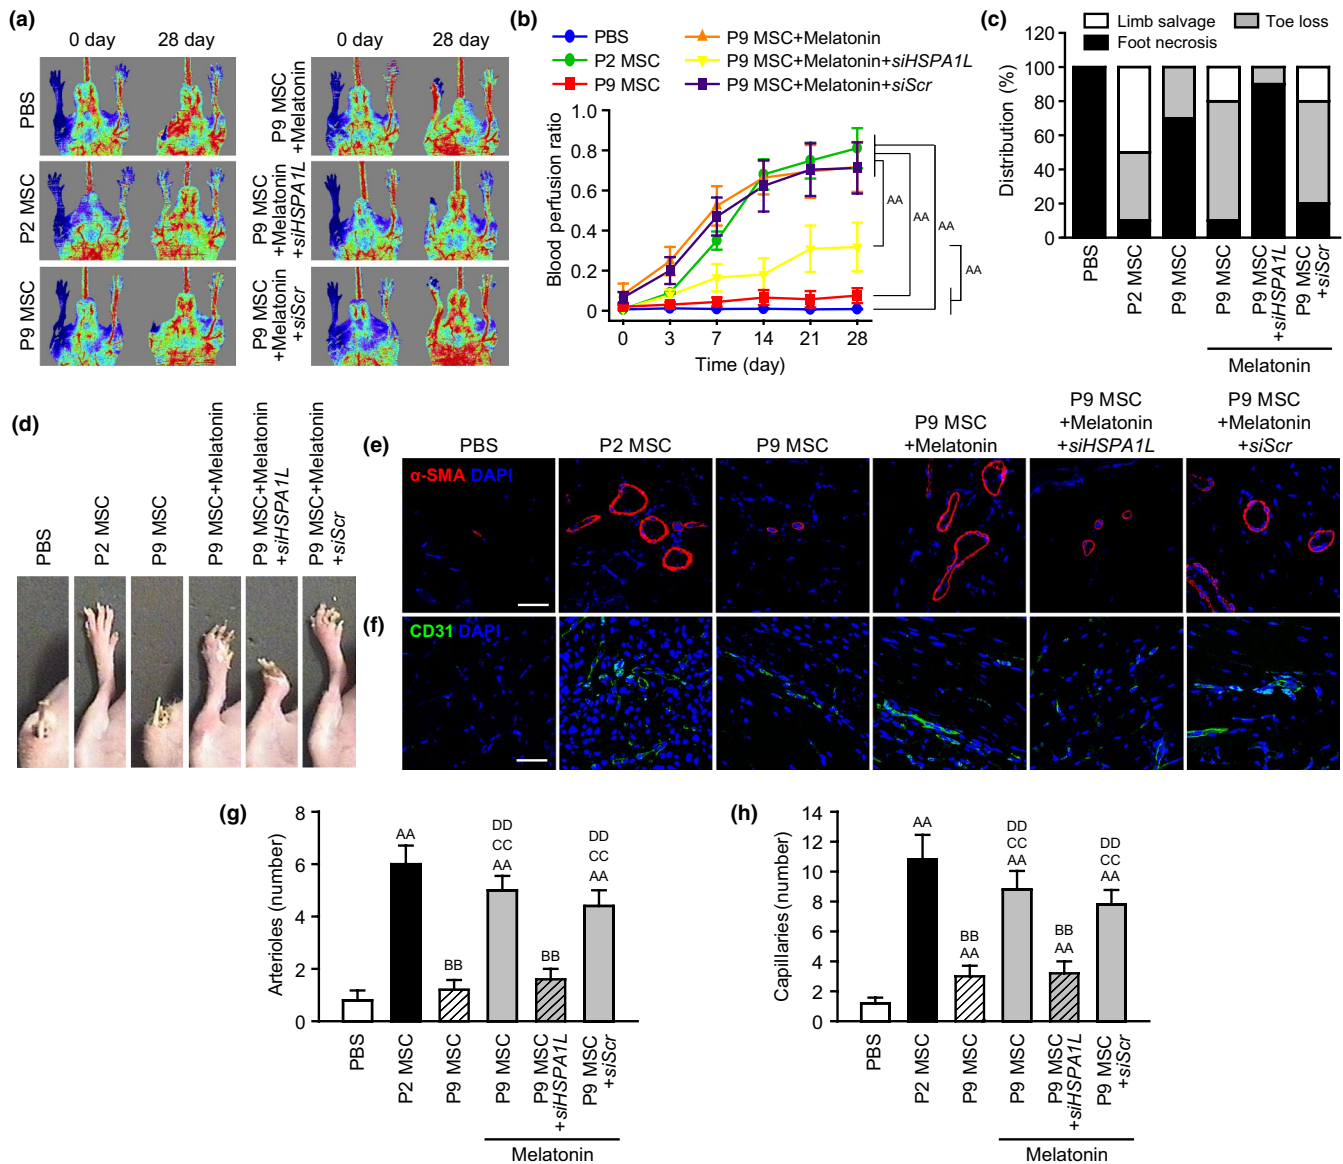 (a)
0 day 28 day 0 day 28 day
PBS
P2 MSC
P9 MSC
P9 MSC
+Melatonin
P9 MSC
+Melatonin
+siHSPA1L
P9 MSC
+Melatonin
+siScr
(b)
PBS
P2 MSC
P9 MSC
P9 MSC+Melatonin
P9 MSC+Melatonin+siHSPA1L
P9 MSC+Melatonin+siScr
Blood perfusion ratio
1.0
0.8
0.6
0.4
0.2
0
0 3 7 14 21 28
Time (day)
AA
AA
AA
AA
(c)
Limb salvage
Toe loss
Foot necrosis
Distribution (%)
100
80
60
40
20
0
PBS
P2 MSC
P9 MSC
P9 MSC
P9 MSC
+siHSPA1L
P9 MSC
+siScr
Melatonin
(d)
PBS
P2 MSC
P9 MSC
P9 MSC+Melatonin
P9 MSC+Melatonin
+siHSPA1L
P9 MSC+Melatonin
+siScr
(e)
PBS
P2 MSC
P9 MSC
P9 MSC
+Melatonin
P9 MSC
+Melatonin
+siHSPA1L
P9 MSC
+Melatonin
+siScr
α-SMA DAPI
(f)
CD31 DAPI
(g)
Arterioles (number)
8
6
4
2
0
AA
BB
DD
CC
AA
BB
DD
CC
AA
PBS
P2 MSC
P9 MSC
P9 MSC
P9 MSC
+siHSPA1L
P9 MSC
+siScr
Melatonin
(h)
Capillaries (number)
14
12
10
8
6
4
2
0
AA
BB
AA
DD
CC
AA
BB
AA
DD
CC
AA
PBS
P2 MSC
P9 MSC
P9 MSC
P9 MSC
+siHSPA1L
P9 MSC
+siScr
Melatonin